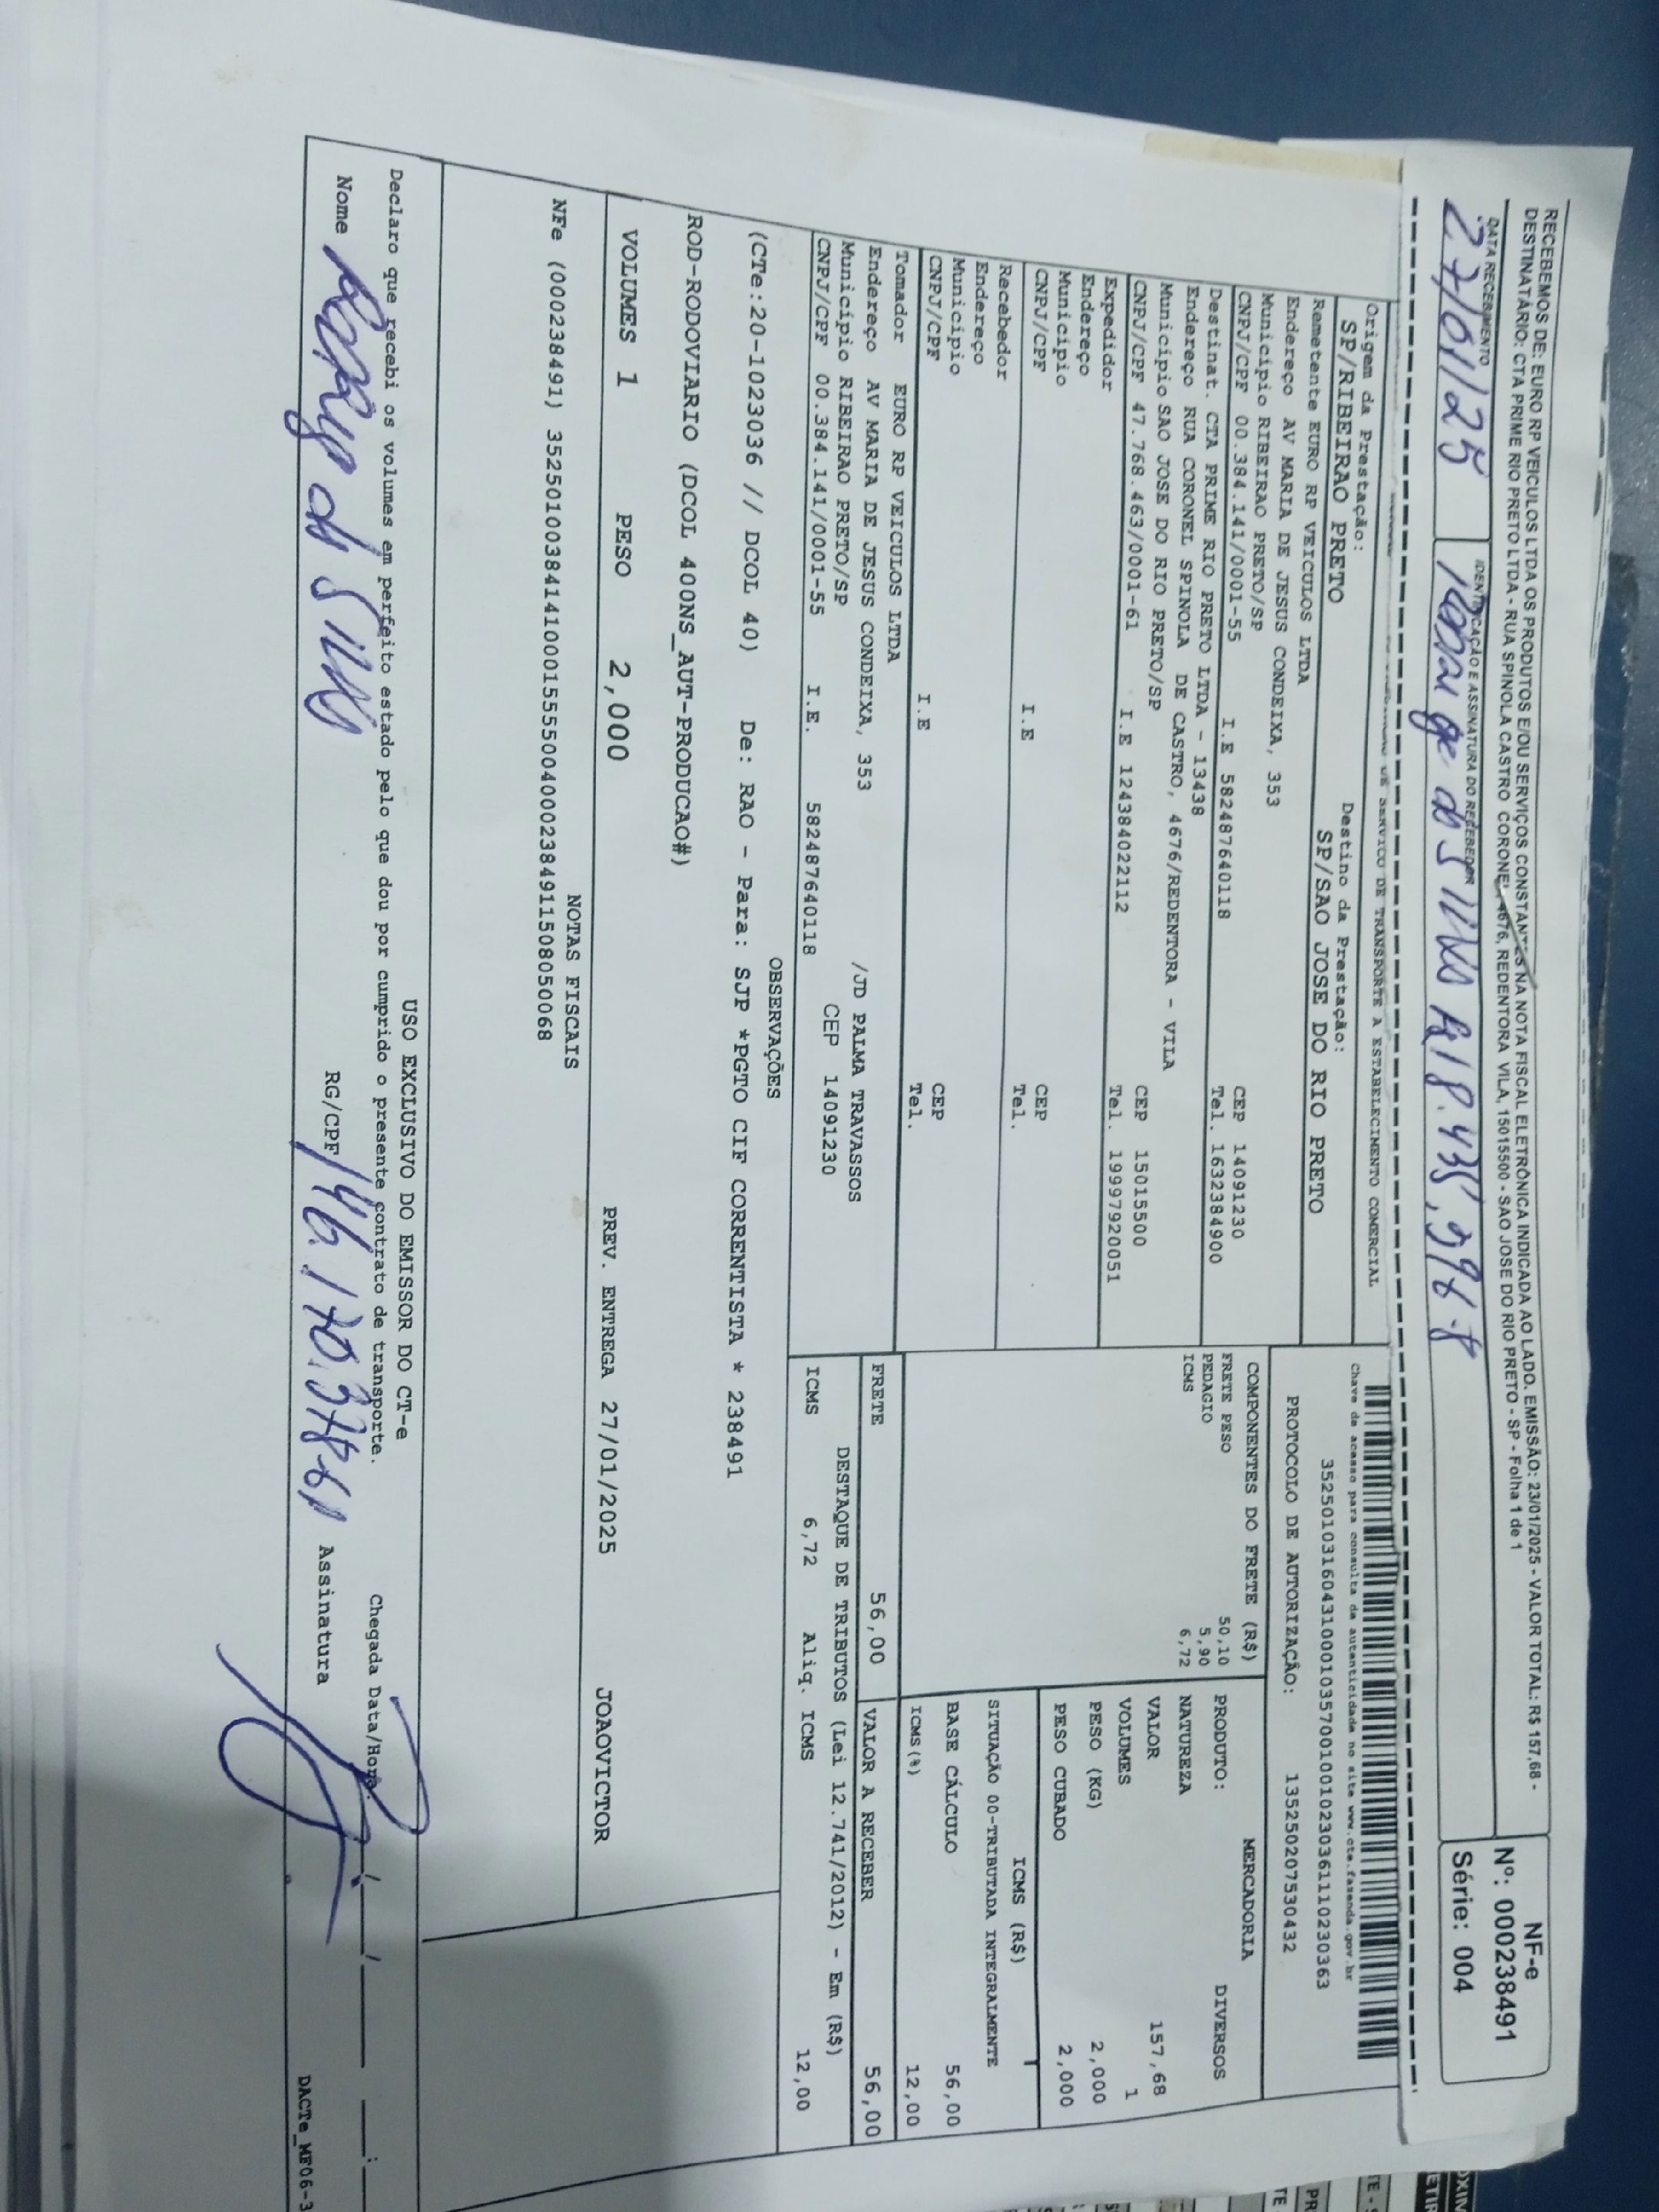 RECEBEMOS DE: EURO RP VEICULOS LTDA OS PRODUTOS E/OU SERVIÇOS CONSTANTES NA NOTA FISCAL ELETRÔNICA INDICADA AO LADO. EMISSÃO: 23/01/2025 - VALOR TOTAL: R$ 157,68 -
DESTINATÁRIO: CTA PRIME RIO PRETO LTDA - RUA SPINOLA CASTRO CORONEL, 4676, REDENTORA VILA, 15015500 - SAO JOSE DO RIO PRETO - SP - Folha 1 de 1
NF-e
Nº: 000238491
Série: 004
DATA RECEBIMENTO
IDENTIFICAÇÃO E ASSINATURA DO RECEBEDOR
27/01/25
DE SERVICO DE TRANSPORTE A ESTABELECIMENTO COMERCIAL
Origem da Prestação:
SP/RIBEIRAO PRETO
Destino da Prestação:
SP/SAO JOSE DO RIO PRETO
Chave de acesso para consulta da autenticidade no site www.cte.fazenda.gov.br
35250103160431000103570010010230361110230363
PROTOCOLO DE AUTORIZAÇÃO: 135250207530432
Remetente EURO RP VEICULOS LTDA
Endereço AV MARIA DE JESUS CONDEIXA, 353
Município RIBEIRAO PRETO/SP CEP 14091230
CNPJ/CPF 00.384.141/0001-55 I.E 582487640118 Tel. 1632384900
Destinat. CTA PRIME RIO PRETO LTDA - 13438
Endereço RUA CORONEL SPINOLA DE CASTRO, 4676/REDENTORA - VILA
Município SAO JOSE DO RIO PRETO/SP CEP 15015500
CNPJ/CPF 47.768.463/0001-61 I.E 124384022112 Tel. 19997920051
Expedidor
Endereço
Município CEP
CNPJ/CPF I.E Tel.
Recebedor
Endereço
Município CEP
CNPJ/CPF I.E Tel.
Tomador EURO RP VEICULOS LTDA
Endereço AV MARIA DE JESUS CONDEIXA, 353 /JD PALMA TRAVASSOS
Município RIBEIRAO PRETO/SP CEP 14091230
CNPJ/CPF 00.384.141/0001-55 I.E. 582487640118
COMPONENTES DO FRETE (R$)
FRETE PESO 50,10
PEDAGIO 5,90
ICMS 6,72
MERCADORIA
PRODUTO: DIVERSOS
NATUREZA
VALOR 157,68
VOLUMES 1
PESO (KG) 2,000
PESO CUBADO 2,000
ICMS (R$)
SITUAÇÃO 00-TRIBUTADA INTEGRALMENTE
BASE CÁLCULO 56,00
ICMS (%) 12,00
FRETE 56,00
VALOR A RECEBER 56,00
DESTAQUE DE TRIBUTOS (Lei 12.741/2012) - Em (R$)
ICMS 6,72 Aliq. ICMS 12,00
OBSERVAÇÕES
(CTe:20-1023036 // DCOL 40) De: RAO - Para: SJP *PGTO CIF CORRENTISTA * 238491
ROD-RODOVIARIO (DCOL 400NS_AUT-PRODUCAO#)
VOLUMES 1 PESO 2,000 PREV. ENTREGA 27/01/2025 JOAOVICTOR
NOTAS FISCAIS
NFe (000238491) 35250100384141000155550040002384911508050068
USO EXCLUSIVO DO EMISSOR DO CT-e
Declaro que recebi os volumes em perfeito estado pelo que dou por cumprido o presente contrato de transporte.
Chegada Data/Hora:
Nome
RG/CPF
Assinatura
DACTe_MF06-3